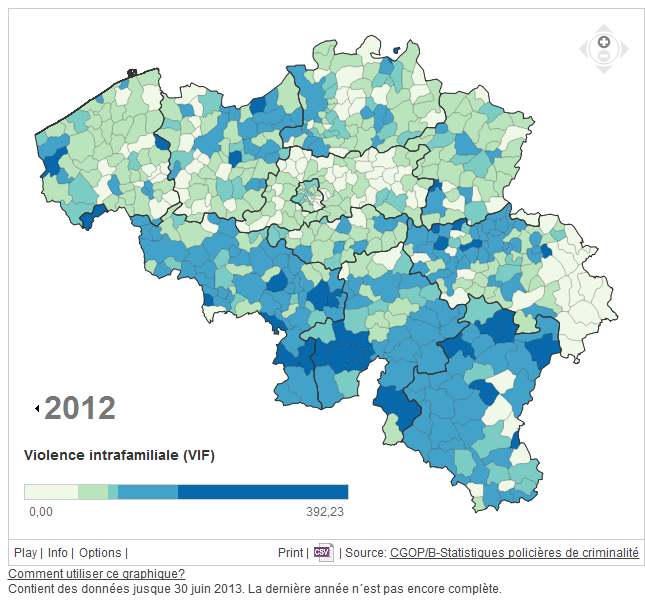 2012
Violence intrafamiliale (VIF)
0,00 392,23
Play | Info | Options | Print | CSV | Source: CGOP/B-Statistiques policières de criminalité
Comment utiliser ce graphique?
Contient des données jusque 30 juin 2013. La dernière année n´est pas encore complète.